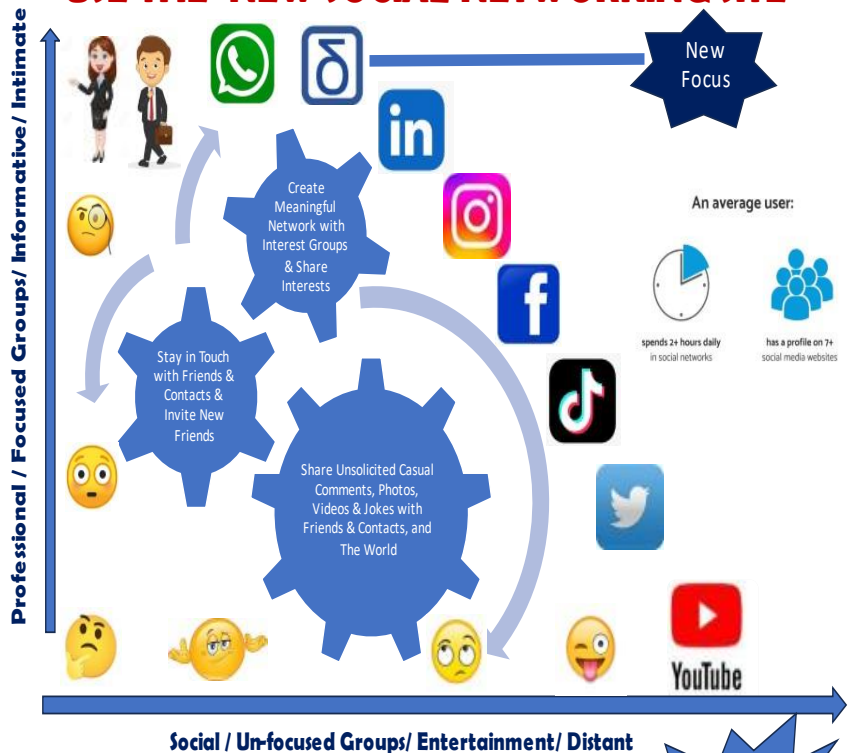 New
Focus
Professional / Focused Groups/ Informative/ Intimate
δ
in
Create
Meaningful
Network with
Interest Groups
& Share
Interests
An average user:
f
spends 2+ hours daily
in social networks
has a profile on 7+
social media websites
Stay in Touch
with Friends &
Contacts &
Invite New
Friends
Share Unsolicited Casual
Comments, Photos,
Videos & Jokes with
Friends & Contacts, and
The World
YouTube
Social / Un-focused Groups/ Entertainment/ Distant